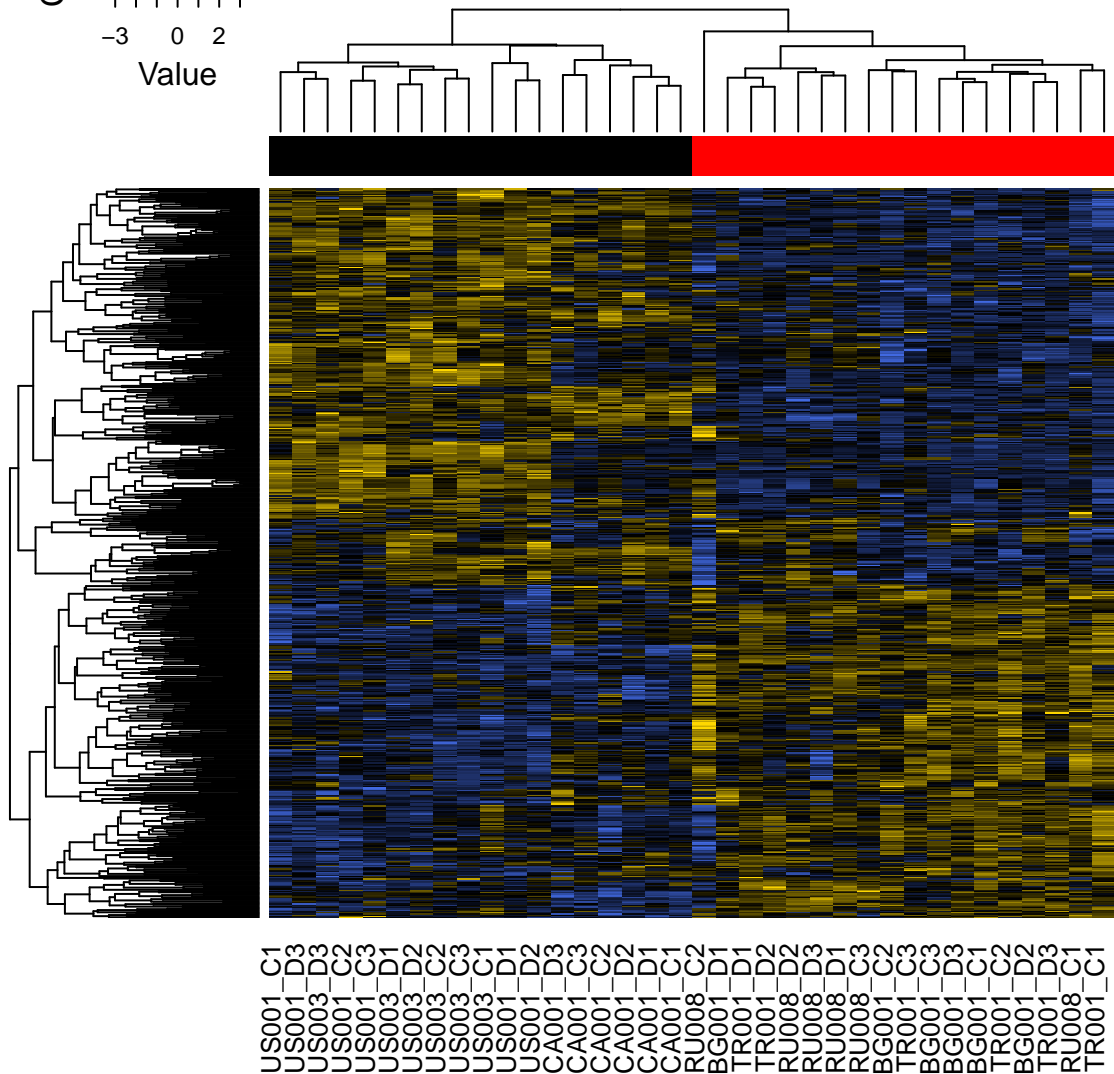 −3 0 2
Value
US001_C1
US001_D3
US003_D3
US001_C2
US001_C3
US003_D1
US003_D2
US003_C2
US003_C3
US003_C1
US001_D1
US001_D2
CA001_D3
CA001_C3
CA001_C2
CA001_D2
CA001_D1
CA001_C1
RU008_C2
BG001_D1
TR001_D1
TR001_D2
RU008_D2
RU008_D3
RU008_D1
RU008_C3
BG001_C2
TR001_C3
BG001_C3
BG001_D3
BG001_C1
TR001_C2
BG001_D2
TR001_D3
RU008_C1
TR001_C1